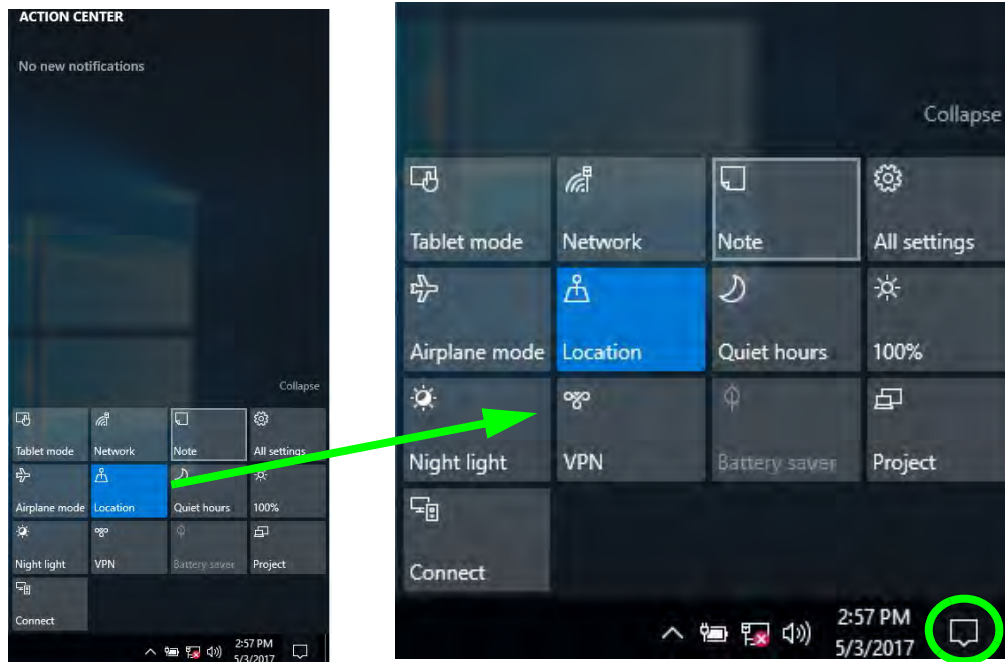 ACTION CENTER
No new notifications
Collapse
Tablet mode Network Note All settings
Airplane mode Location Quiet hours 100%
Night light VPN Battery saver Project
Connect
2:57 PM
5/3/2017
Collapse
Tablet mode Network Note All settings
Airplane mode Location Quiet hours 100%
Night light VPN Battery saver Project
Connect
2:57 PM
5/3/2017